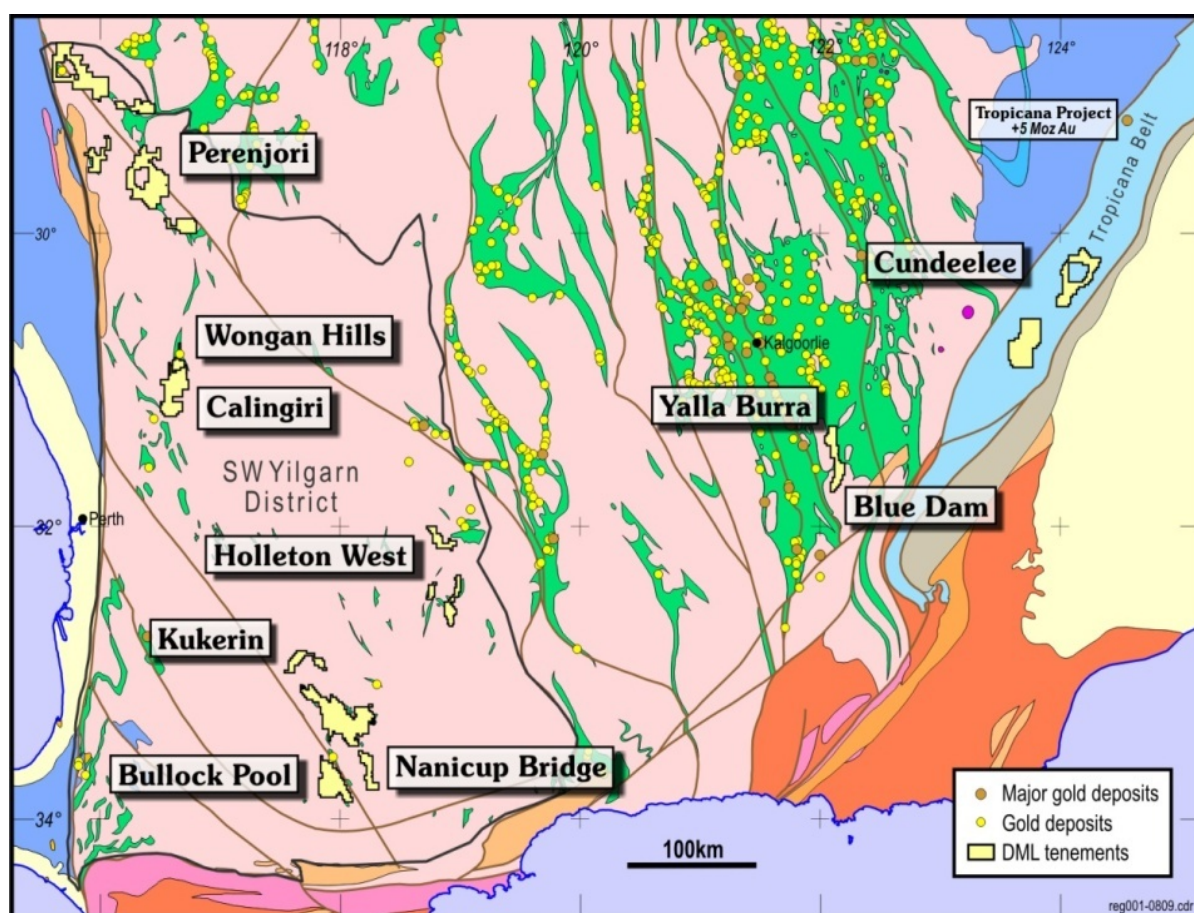 118°
120°
122°
124°
Tropicana Project
+5 Moz Au
Tropicana Belt
Perenjori
30°
Cundeelee
Wongan Hills
Kalgoorlie
Calingiri
Yalla Burra
SW Yilgarn
District
Blue Dam
32°
Perth
Holleton West
Kukerin
Bullock Pool
Nanicup Bridge
34°
100km
Major gold deposits
Gold deposits
DML tenements
reg001-0809.cdr